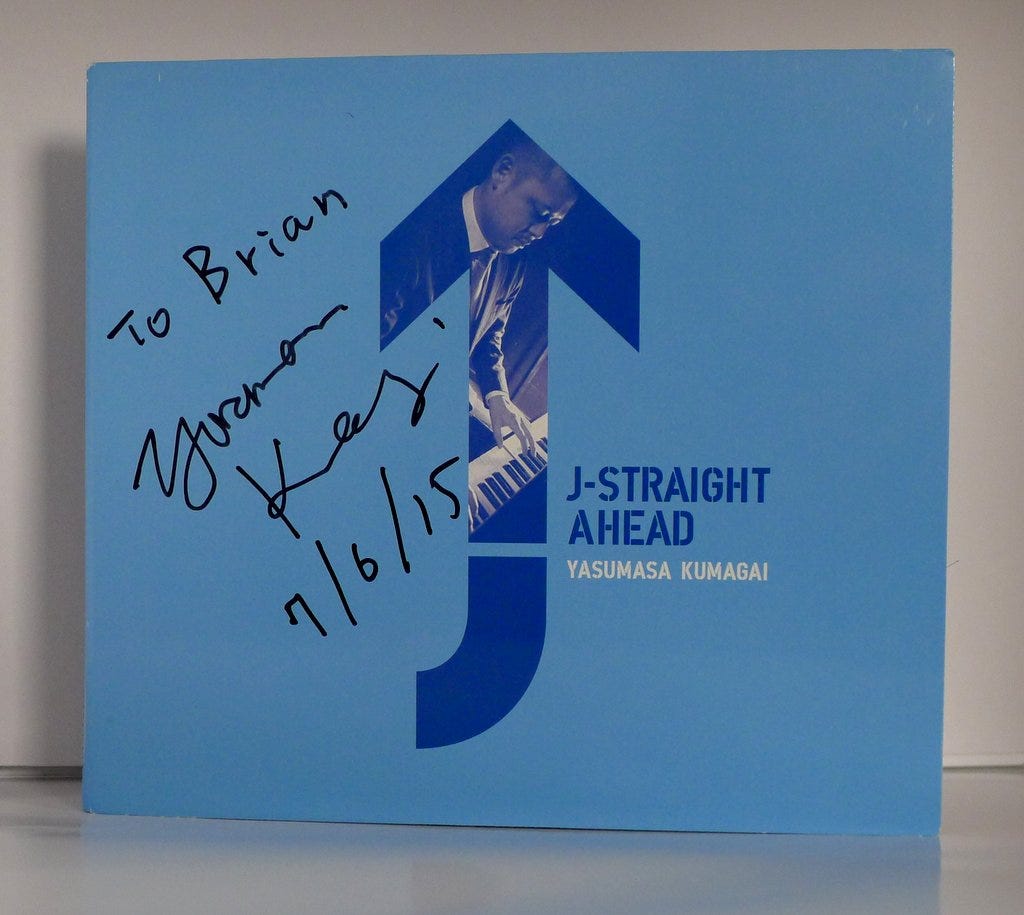 To Brian
7/6/15
J-STRAIGHT
AHEAD
YASUMASA KUMAGAI